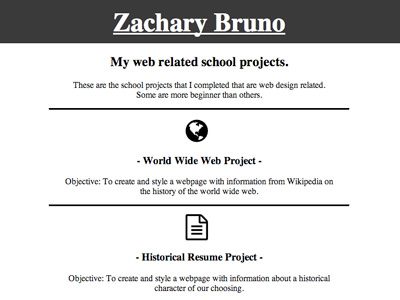 Zachary Bruno
My web related school projects.
These are the school projects that I completed that are web design related.
Some are more beginner than others.
- World Wide Web Project -
Objective: To create and style a webpage with information from Wikipedia on
the history of the world wide web.
- Historical Resume Project -
Objective: To create and style a webpage with information about a historical
character of our choosing.